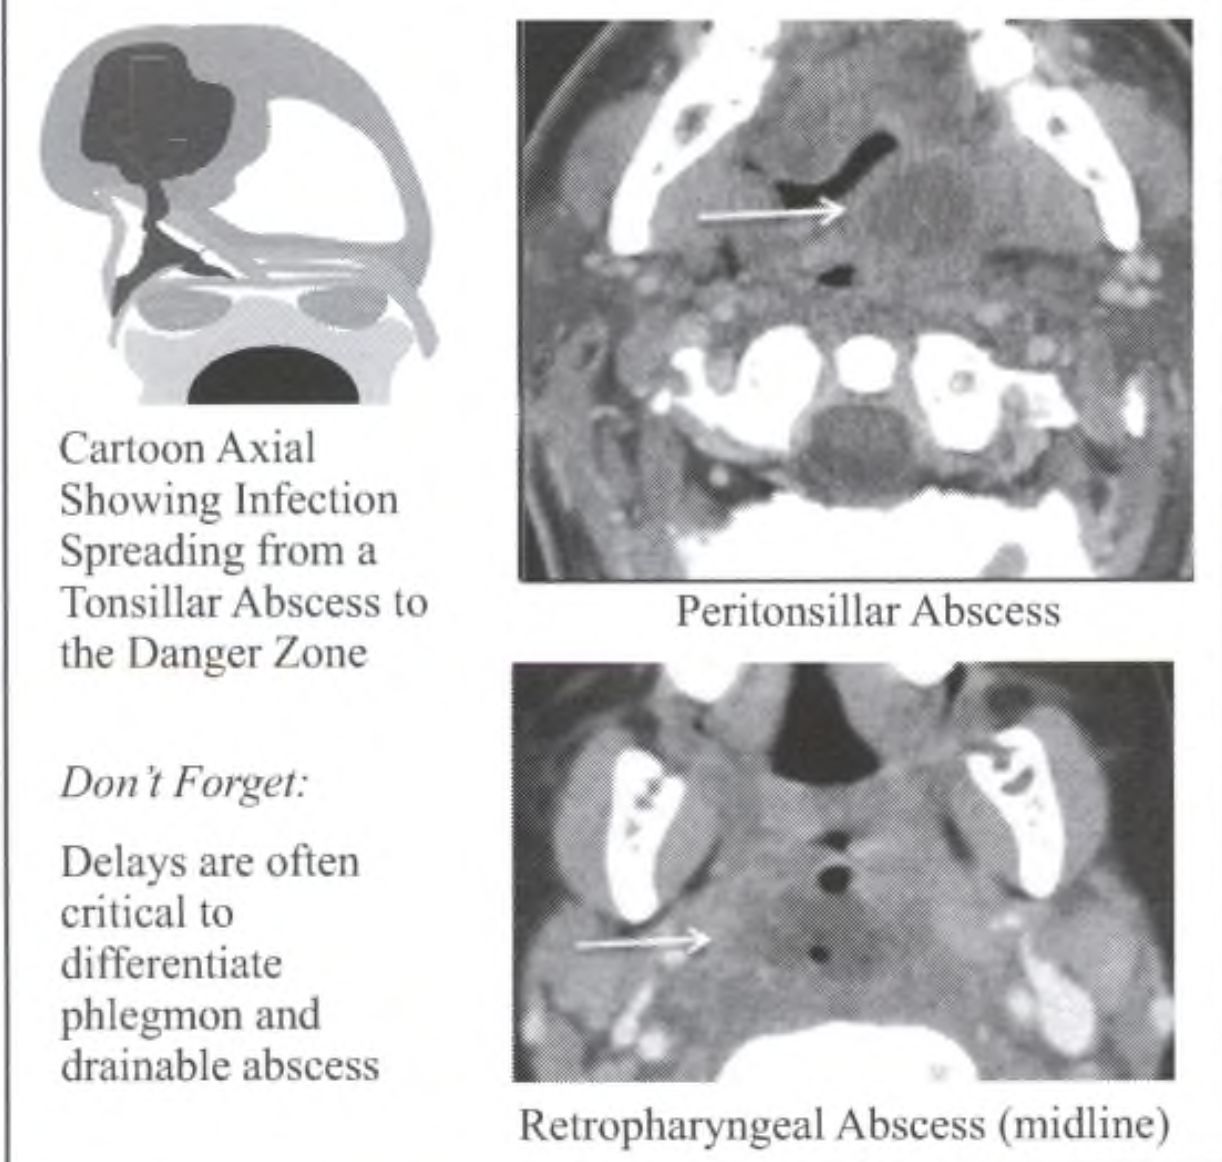 Cartoon Axial
Showing Infection
Spreading from a
Tonsillar Abscess to
the Danger Zone
Don't Forget:
Delays are often
critical to
differentiate
phlegmon and
drainable abscess
Peritonsillar Abscess
Retropharyngeal Abscess (midline)